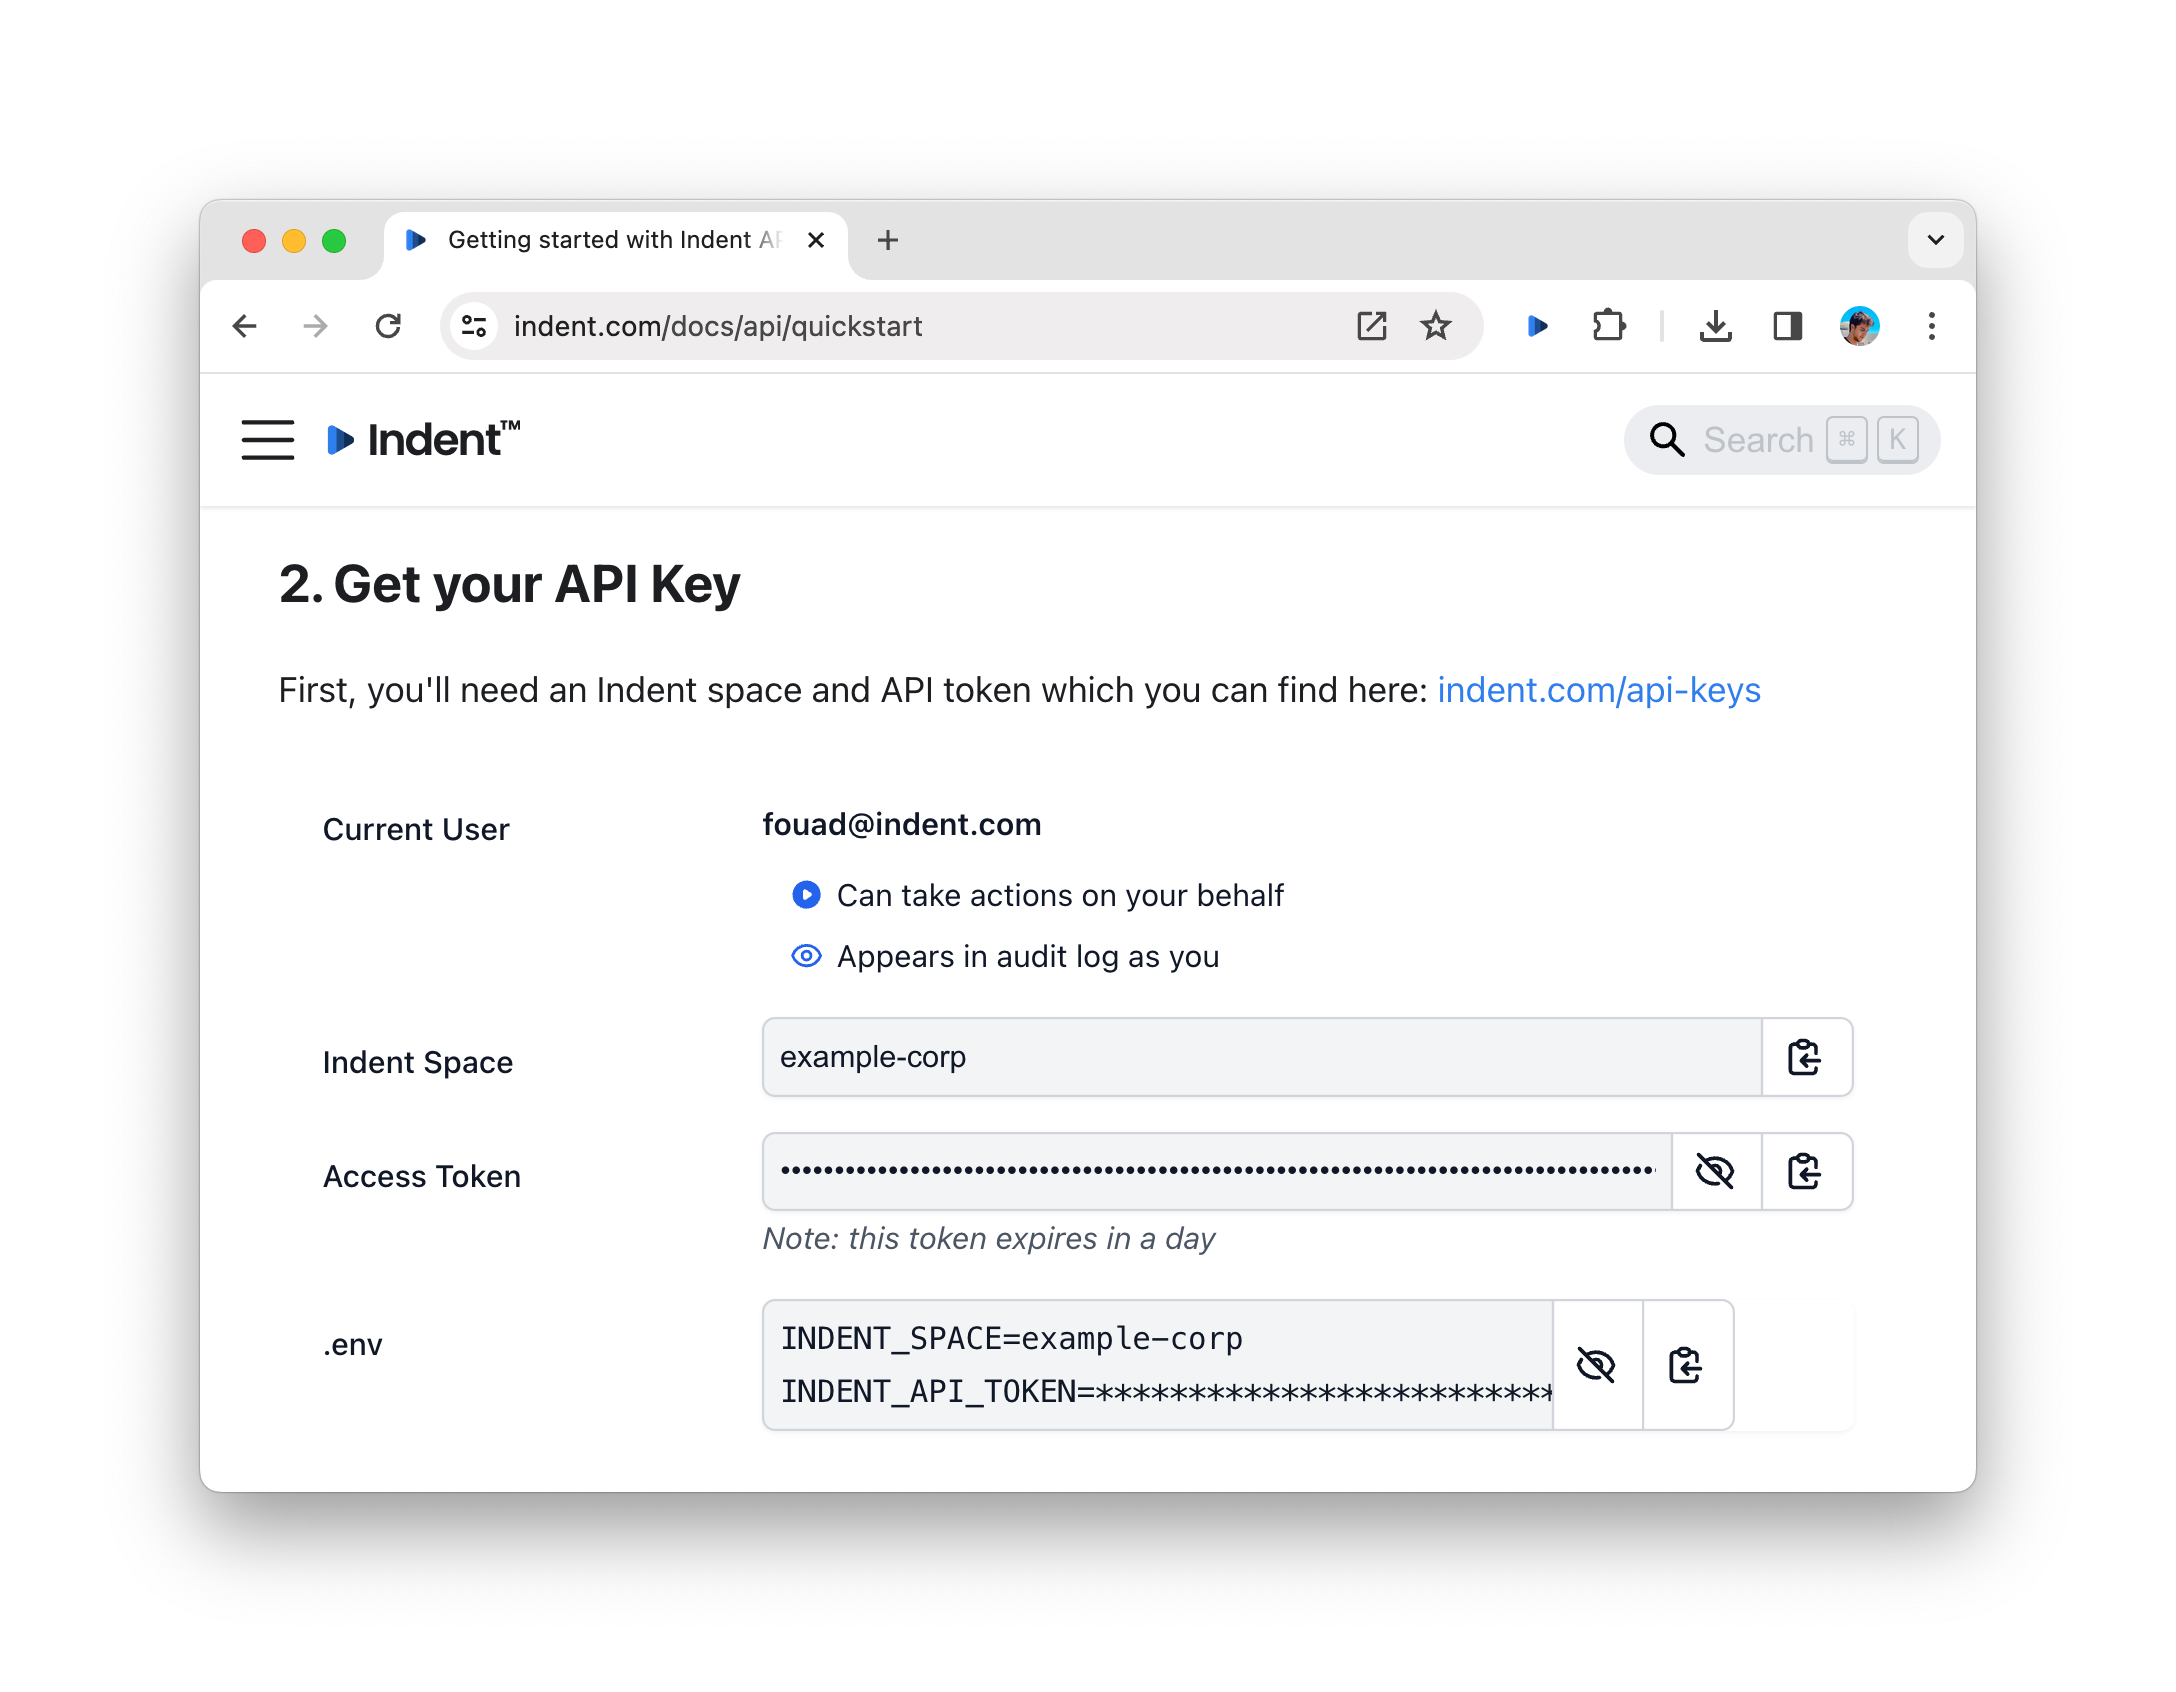 Getting started with Indent AP
indent.com/docs/api/quickstart
Indent™
Search ⌘ K
2. Get your API Key
First, you'll need an Indent space and API token which you can find here: indent.com/api-keys
Current User
fouad@indent.com
Can take actions on your behalf
Appears in audit log as you
Indent Space
example-corp
Access Token
••••••••••••••••••••••••••••••••••••••••••••••••••••••••••••••••••••••••••••••••
Note: this token expires in a day
.env
INDENT_SPACE=example-corp
INDENT_API_TOKEN=*************************